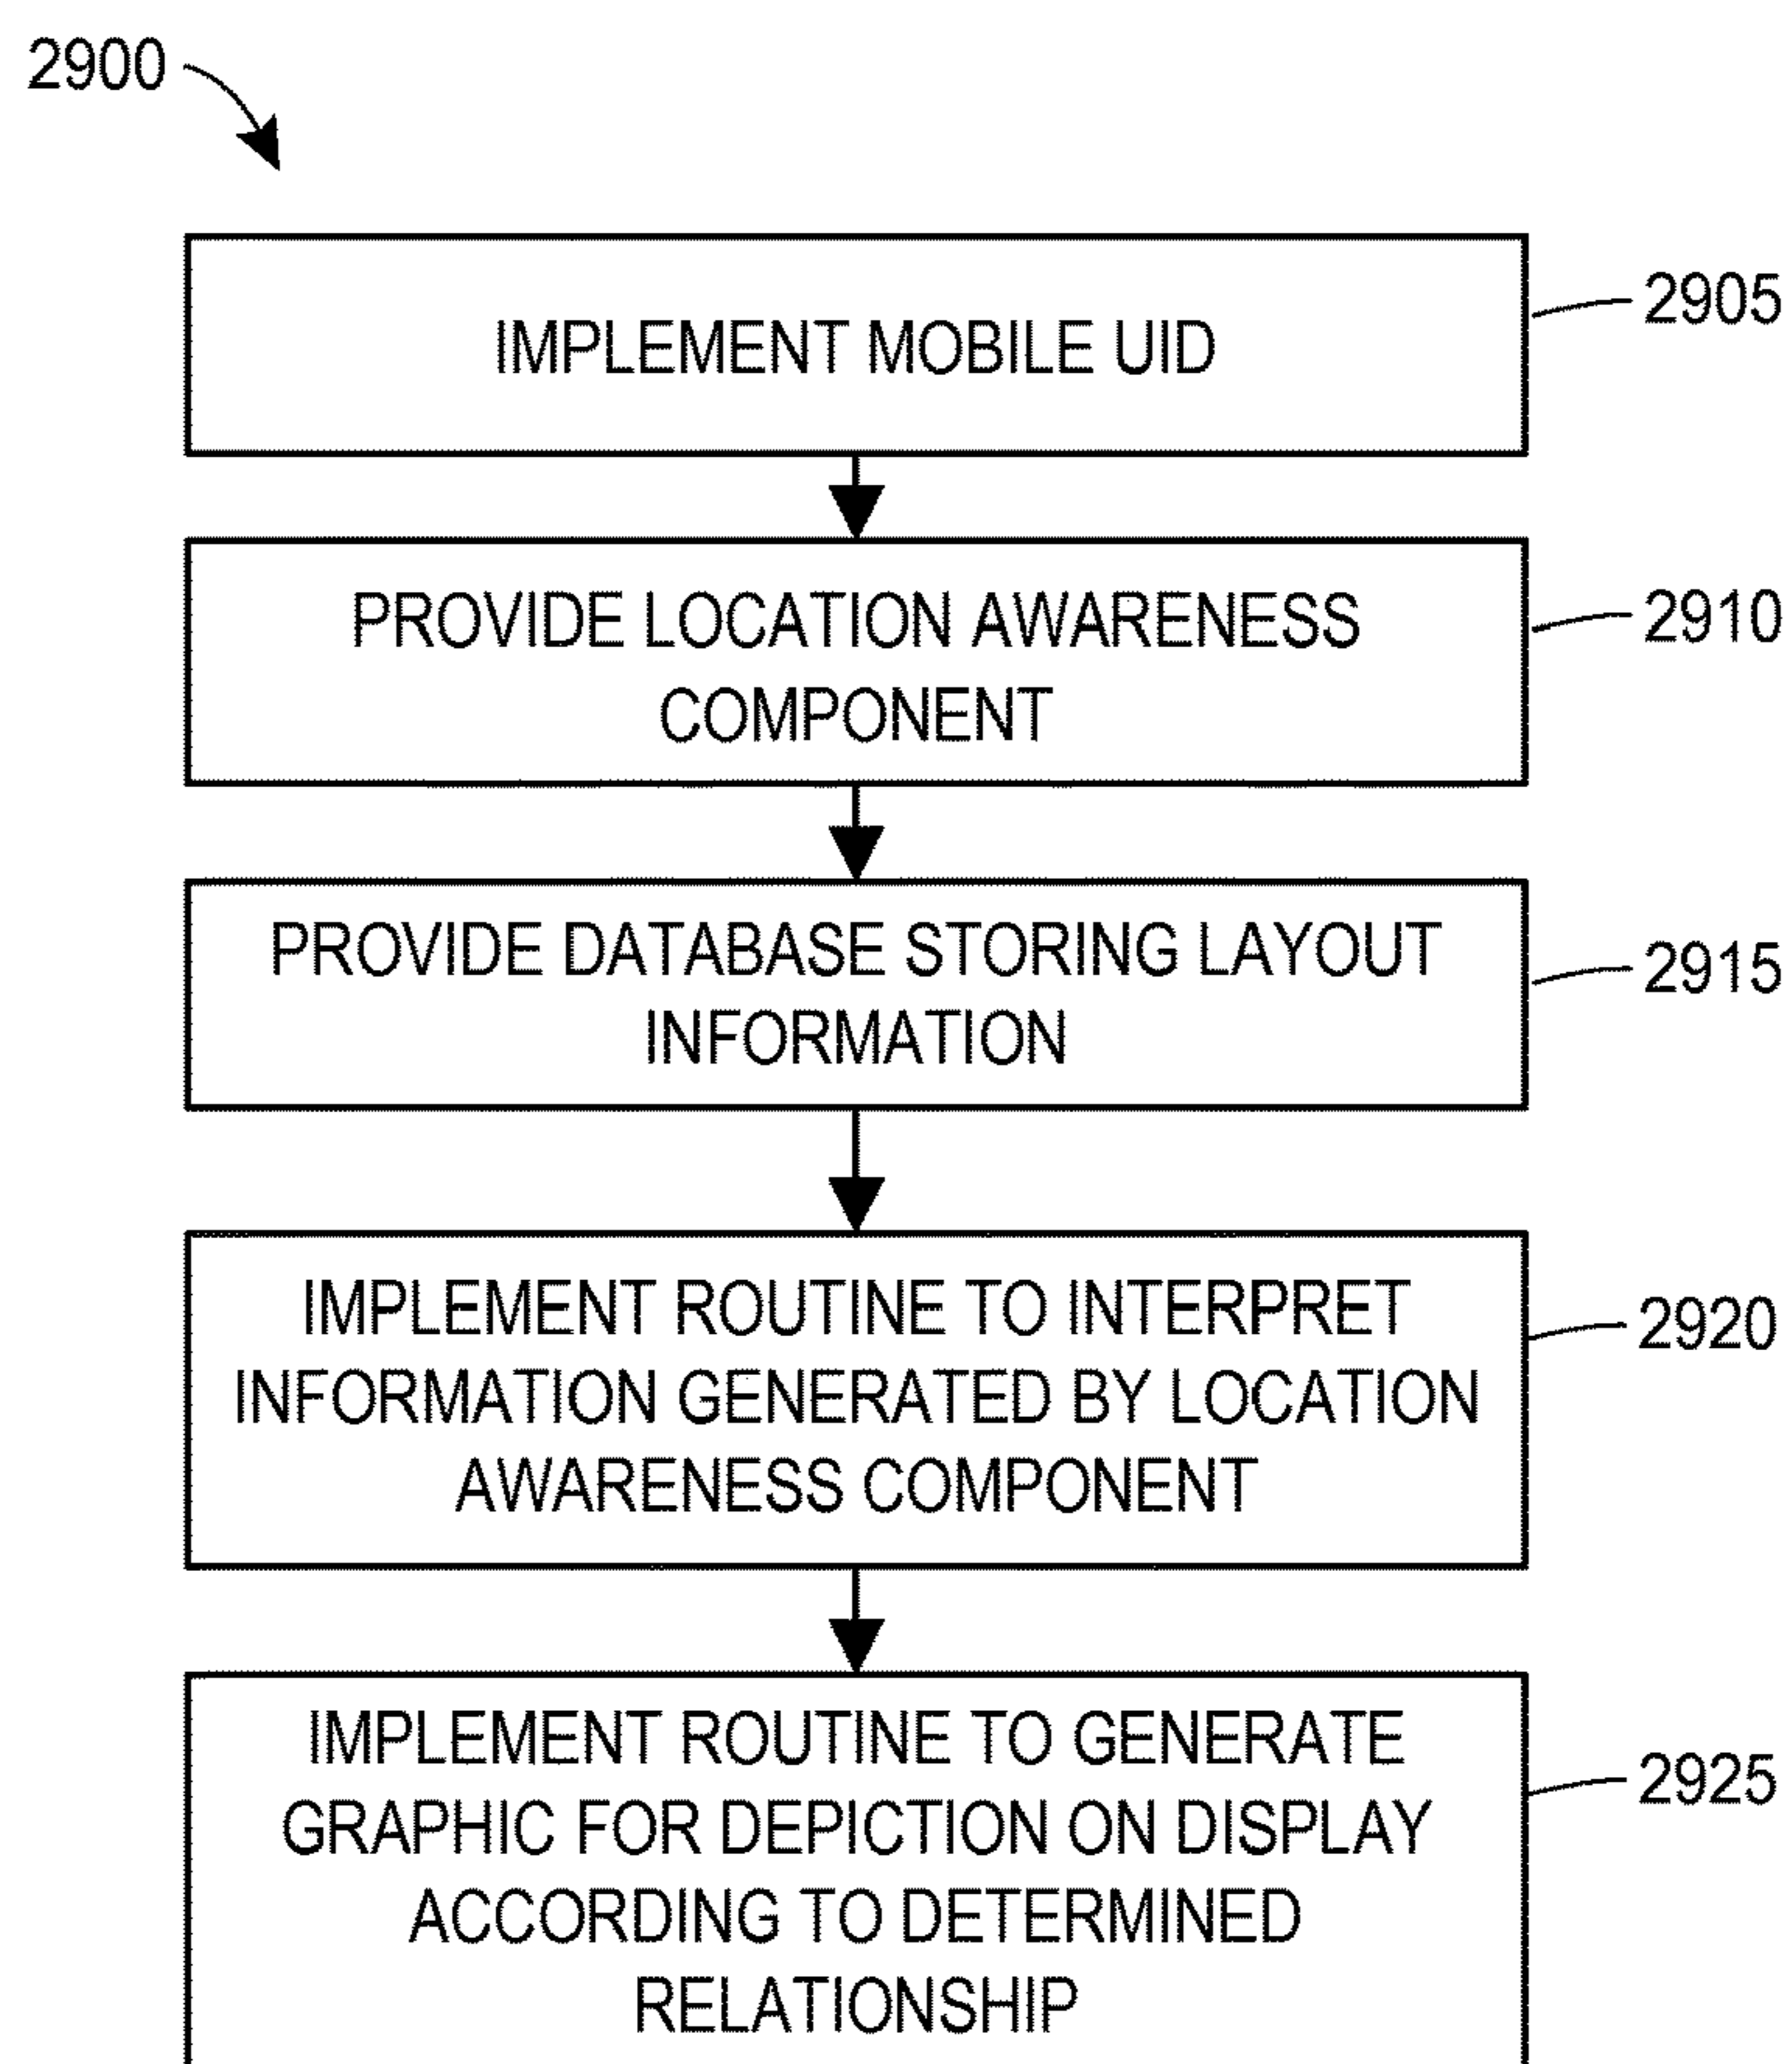 2900
IMPLEMENT MOBILE UID
2905
PROVIDE LOCATION AWARENESS
COMPONENT
2910
PROVIDE DATABASE STORING LAYOUT
INFORMATION
2915
IMPLEMENT ROUTINE TO INTERPRET
INFORMATION GENERATED BY LOCATION
AWARENESS COMPONENT
2920
IMPLEMENT ROUTINE TO GENERATE
GRAPHIC FOR DEPICTION ON DISPLAY
ACCORDING TO DETERMINED
RELATIONSHIP
2925